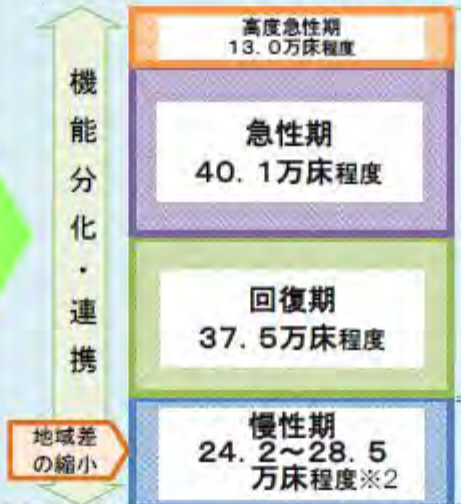 機能分化・連携
高度急性期
13.0万床程度
急性期
40.1万床程度
回復期
37.5万床程度
地域差
の縮小
慢性期
24.2～28.5
万床程度※2